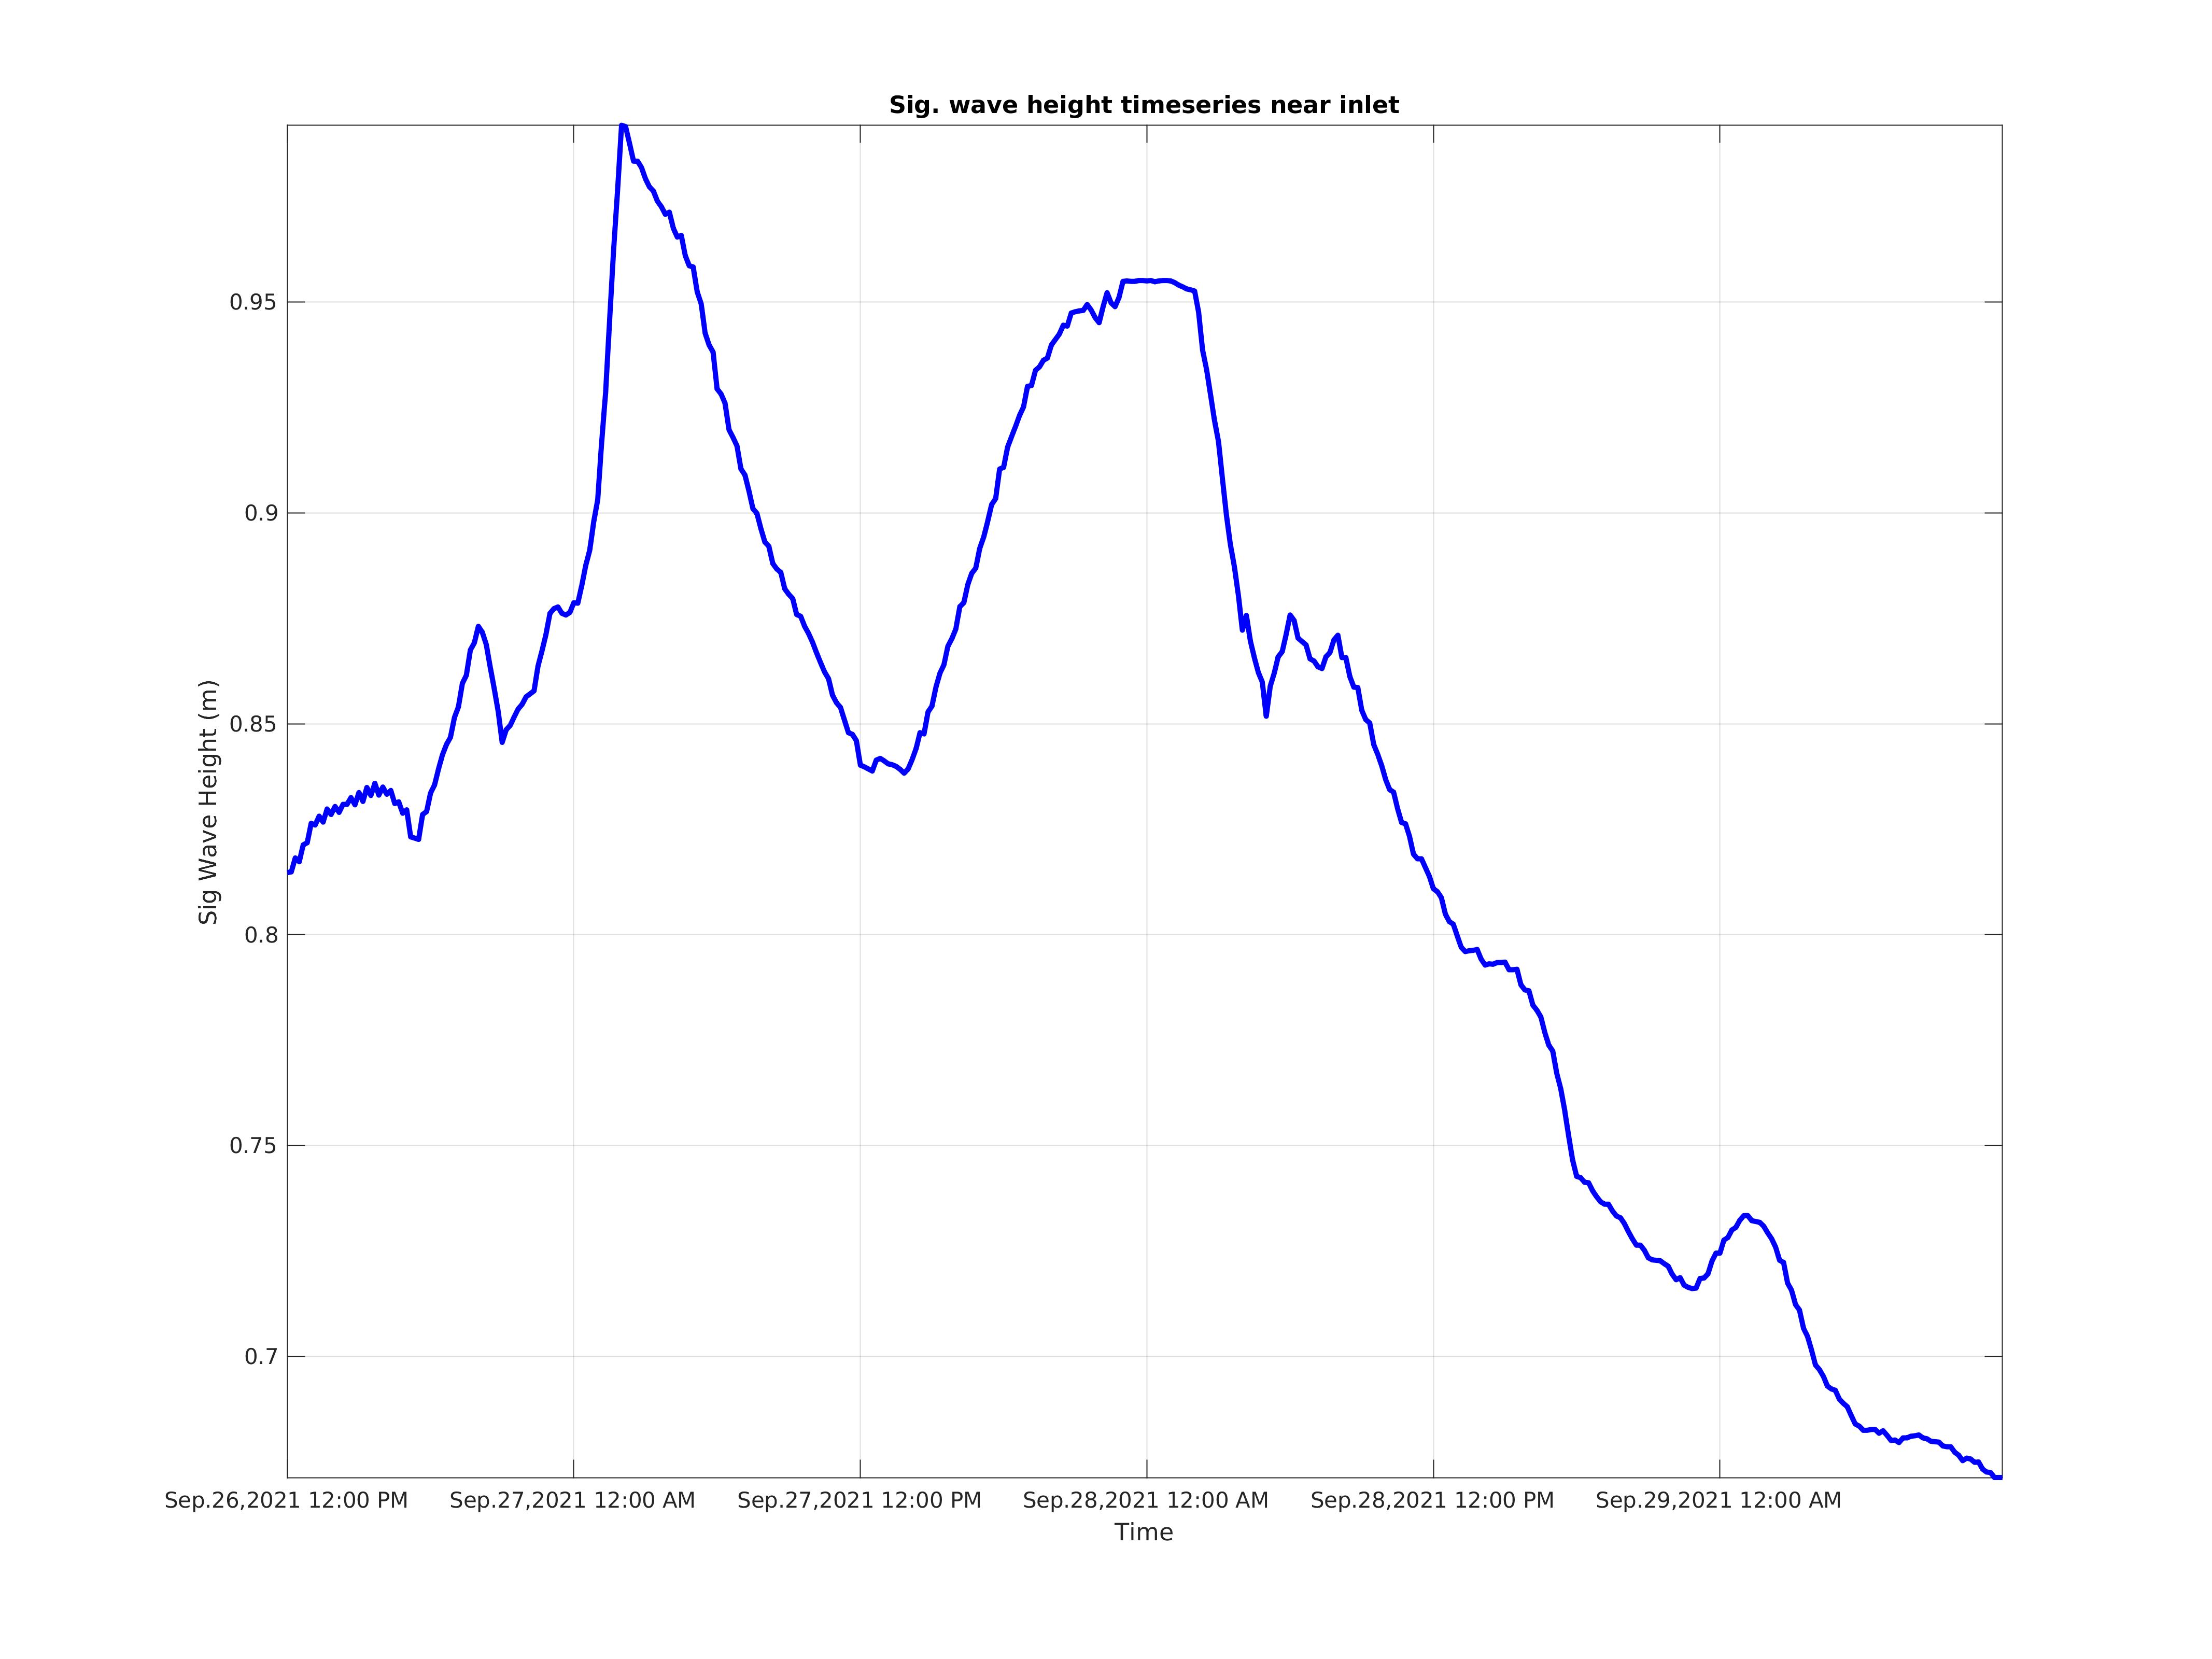 Sig. wave height timeseries near inlet
0.95
0.9
0.85
0.8
0.75
0.7
Sig Wave Height (m)
Sep.26,2021 12:00 PM
Sep.27,2021 12:00 AM
Sep.27,2021 12:00 PM
Sep.28,2021 12:00 AM
Sep.28,2021 12:00 PM
Sep.29,2021 12:00 AM
Time